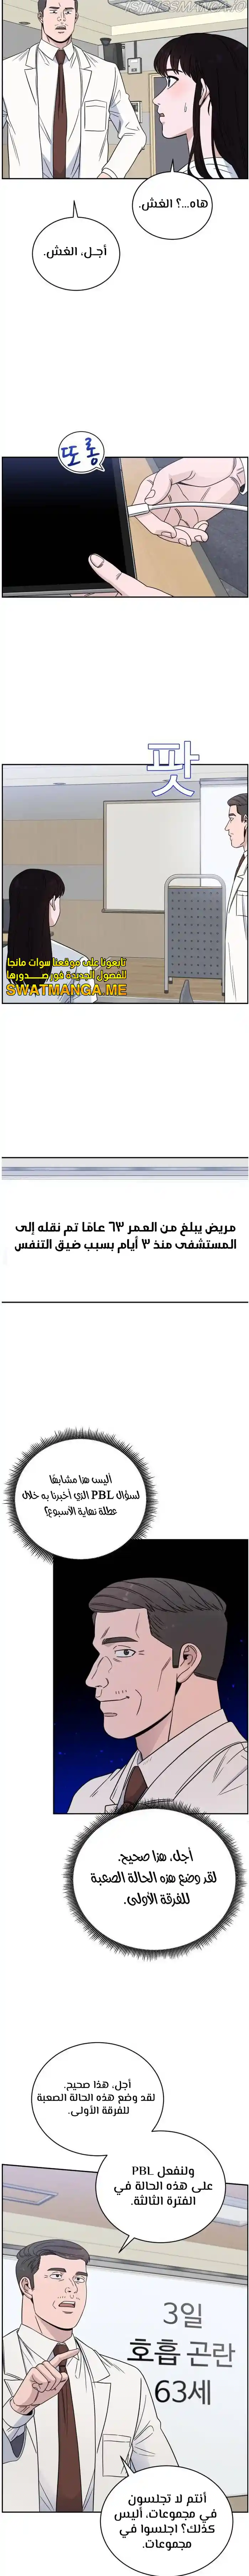 هاه...؟ الغش.
أجـل، الغش.
또롱
팟
تابعونا على موقعنا سوات مانجا
للفصول الجديدة فور صـــدورها
SWATMANGA.ME
مريض يبلغ من العمر ٦٣ عامًا تم نقله إلى
المستشفى منذ ٣ أيام بسبب ضيق التنفس
أليس هذا مشابهًا
لسؤال PBL الذي أخبرنا به خلال
عطلة نهاية الأسبوع؟
أجل، هذا صحيح.
لقد وضع هذه الحالة الصعبة
للفرقة الأولى.
أجل، هذا صحيح.
لقد وضع هذه الحالة الصعبة
للفرقة الأولى.
ولنفعل PBL
على هذه الحالة في
الفترة الثالثة.
3일
호흡 곤란
63세
أنتم لا تجلسون
في مجموعات، أليس
كذلك؟ اجلسوا في
مجموعات.